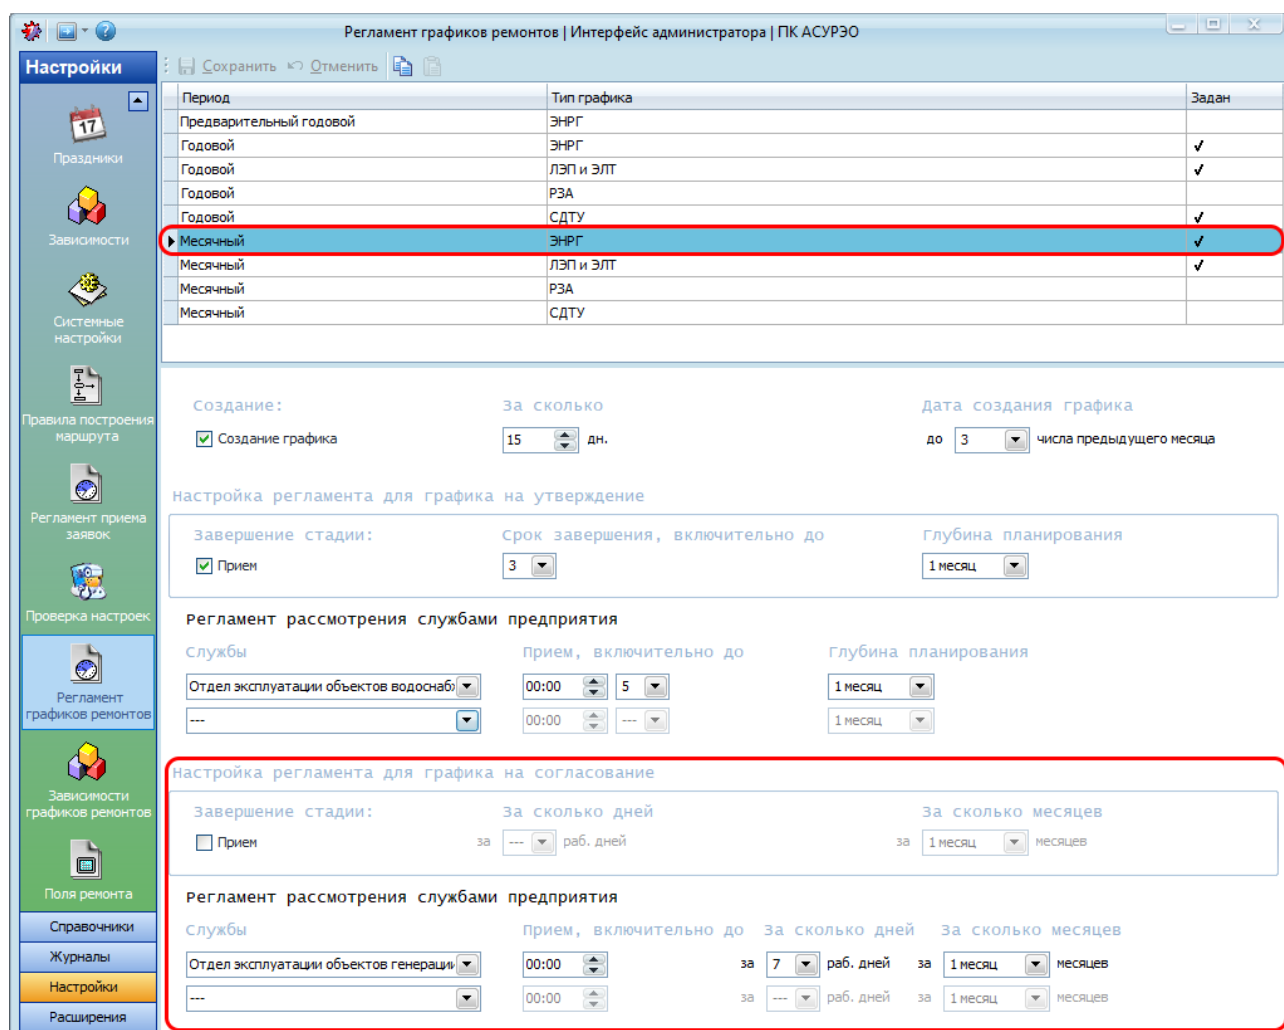 Регламент графиков ремонтов | Интерфейс администратора | ПК АСУРЭО
Настройки
Сохранить Отменить
17
Праздники
Зависимости
Системные
настройки
Правила построения
маршрута
Регламент приема
заявок
Проверка настроек
Регламент
графиков ремонтов
Зависимости
графиков ремонтов
Поля ремонта
Справочники
Журналы
Настройки
Расширения
Период Тип графика Задан
Предварительный годовой ЭНРГ
Годовой ЭНРГ ✓
Годовой ЛЭП и ЭЛТ ✓
Годовой РЗА
Годовой СДТУ ✓
Месячный ЭНРГ ✓
Месячный ЛЭП и ЭЛТ ✓
Месячный РЗА
Месячный СДТУ
Создание: За сколько Дата создания графика
Создание графика 15 дн. до 3 числа предыдущего месяца
Настройка регламента для графика на утверждение
Завершение стадии: Срок завершения, включительно до Глубина планирования
Прием 3 1 месяц
Регламент рассмотрения службами предприятия
Службы Прием, включительно до Глубина планирования
Отдел эксплуатации объектов водоснаб 00:00 5 1 месяц
--- 00:00 --- 1 месяц
Настройка регламента для графика на согласование
Завершение стадии: За сколько дней За сколько месяцев
Прием за --- раб. дней за 1 месяц месяцев
Регламент рассмотрения службами предприятия
Службы Прием, включительно до За сколько дней За сколько месяцев
Отдел эксплуатации объектов генерации 00:00 за 7 раб. дней за 1 месяц месяцев
--- 00:00 за --- раб. дней за 1 месяц месяцев